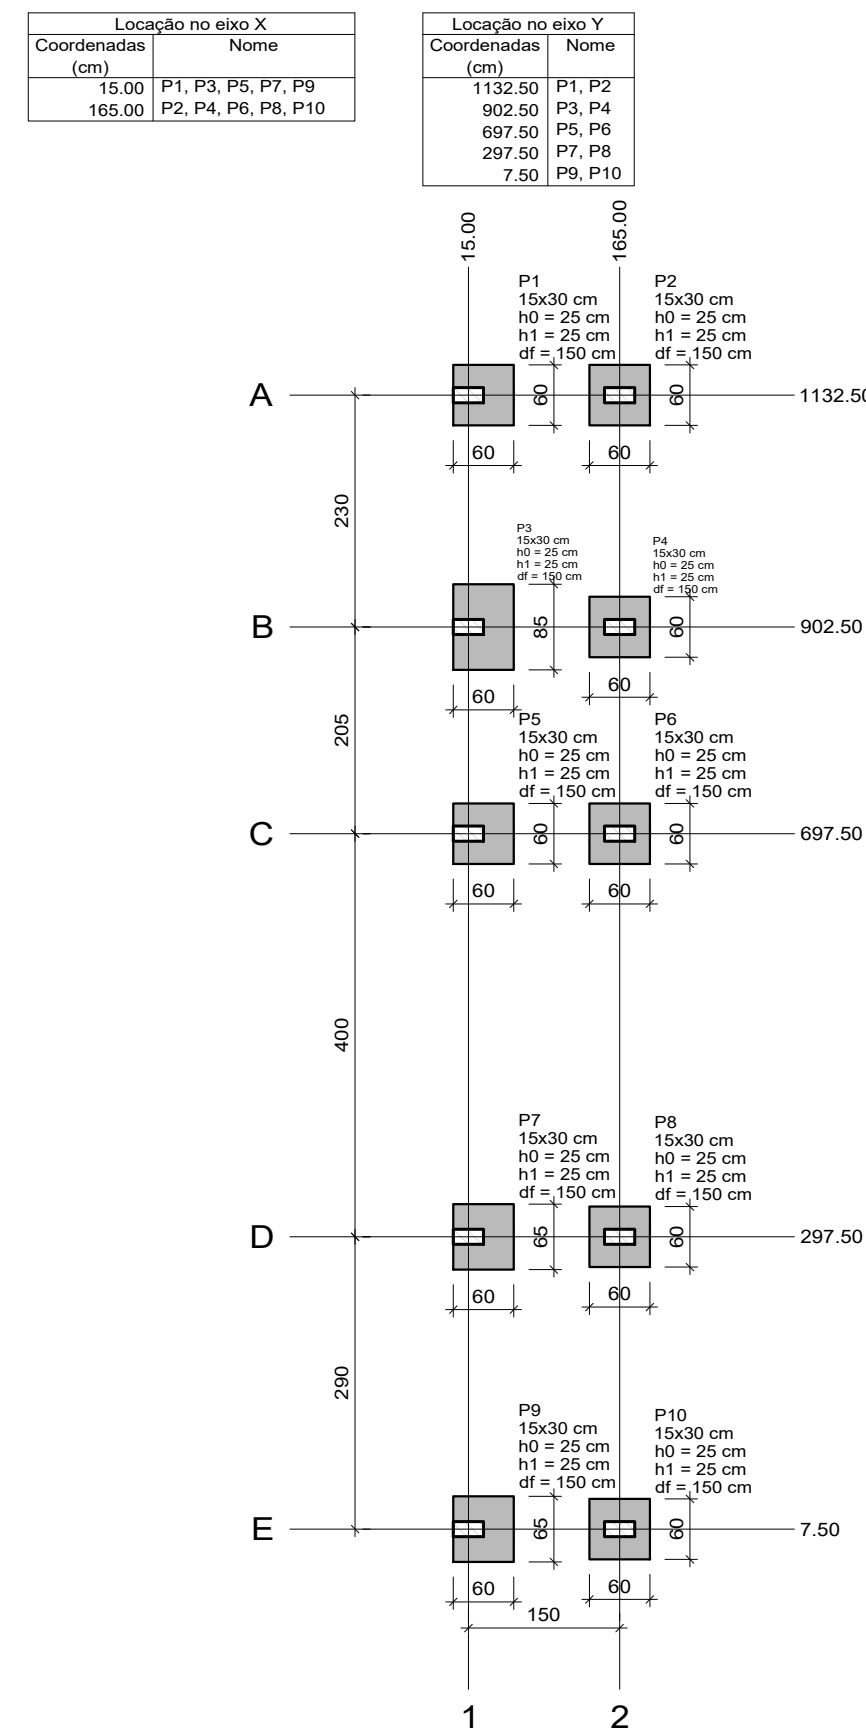 Locação no eixo X
Coordenadas (cm) Nome
15.00 P1, P3, P5, P7, P9
165.00 P2, P4, P6, P8, P10
Locação no eixo Y
Coordenadas (cm) Nome
1132.50 P1, P2
902.50 P3, P4
697.50 P5, P6
297.50 P7, P8
7.50 P9, P10
15.00
165.00
P1
15x30 cm
h0 = 25 cm
h1 = 25 cm
df = 150 cm
P2
15x30 cm
h0 = 25 cm
h1 = 25 cm
df = 150 cm
A
60
60
1132.50
60
60
230
P3
15x30 cm
h0 = 25 cm
h1 = 25 cm
df = 150 cm
P4
15x30 cm
h0 = 25 cm
h1 = 25 cm
df = 150 cm
B
85
60
902.50
60
60
205
P5
15x30 cm
h0 = 25 cm
h1 = 25 cm
df = 150 cm
P6
15x30 cm
h0 = 25 cm
h1 = 25 cm
df = 150 cm
C
60
60
697.50
60
60
400
P7
15x30 cm
h0 = 25 cm
h1 = 25 cm
df = 150 cm
P8
15x30 cm
h0 = 25 cm
h1 = 25 cm
df = 150 cm
D
65
60
297.50
60
60
290
P9
15x30 cm
h0 = 25 cm
h1 = 25 cm
df = 150 cm
P10
15x30 cm
h0 = 25 cm
h1 = 25 cm
df = 150 cm
E
65
60
7.50
60
60
150
1
2